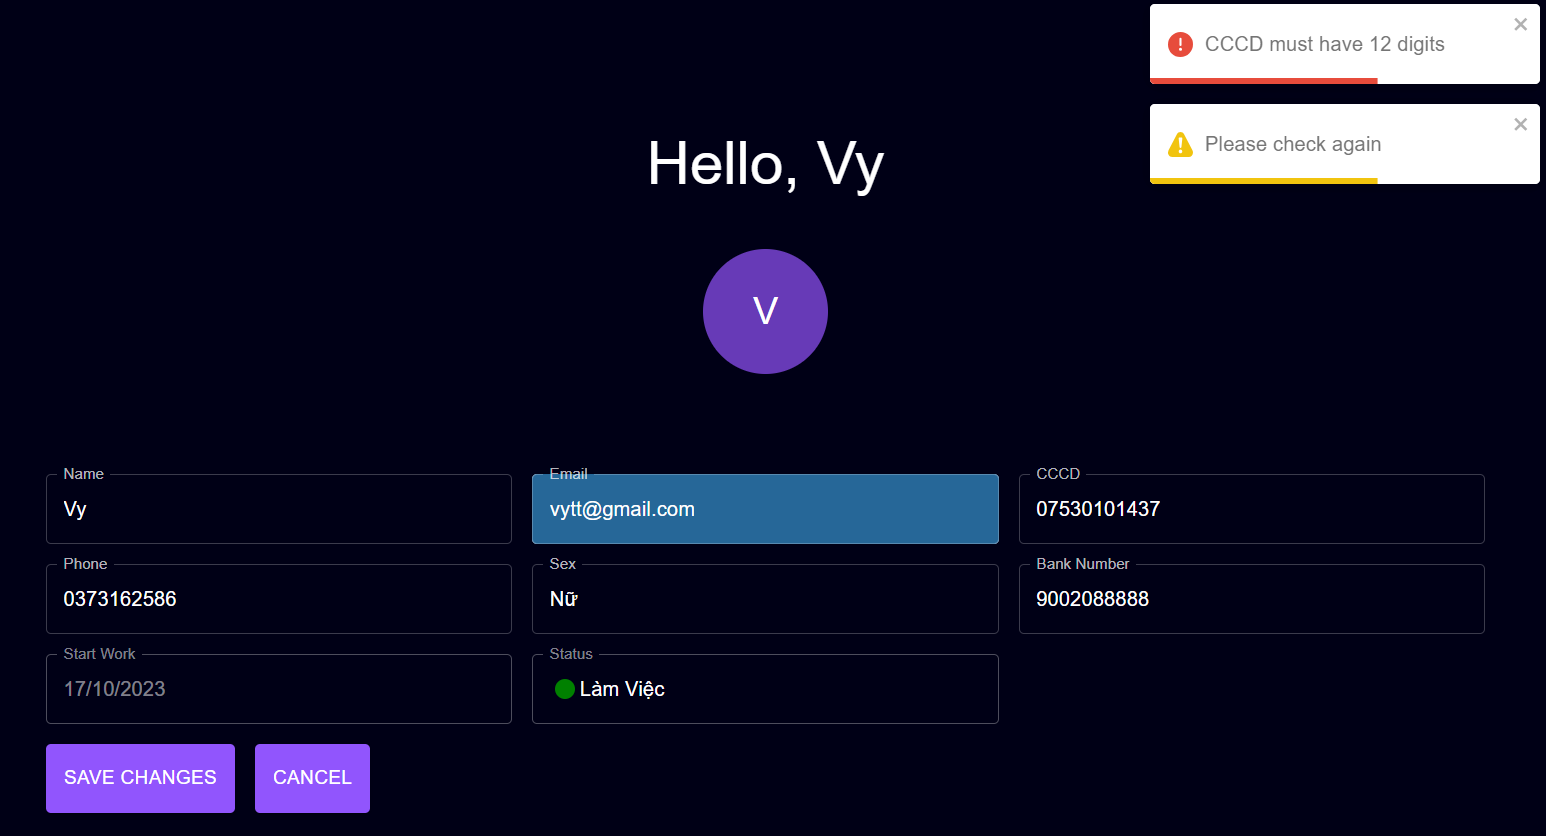 CCCD must have 12 digits
Please check again
Hello, Vy
V
Name
Vy
Email
vytt@gmail.com
CCCD
07530101437
Phone
0373162586
Sex
Nữ
Bank Number
9002088888
Start Work
17/10/2023
Status
Làm Việc
SAVE CHANGES
CANCEL